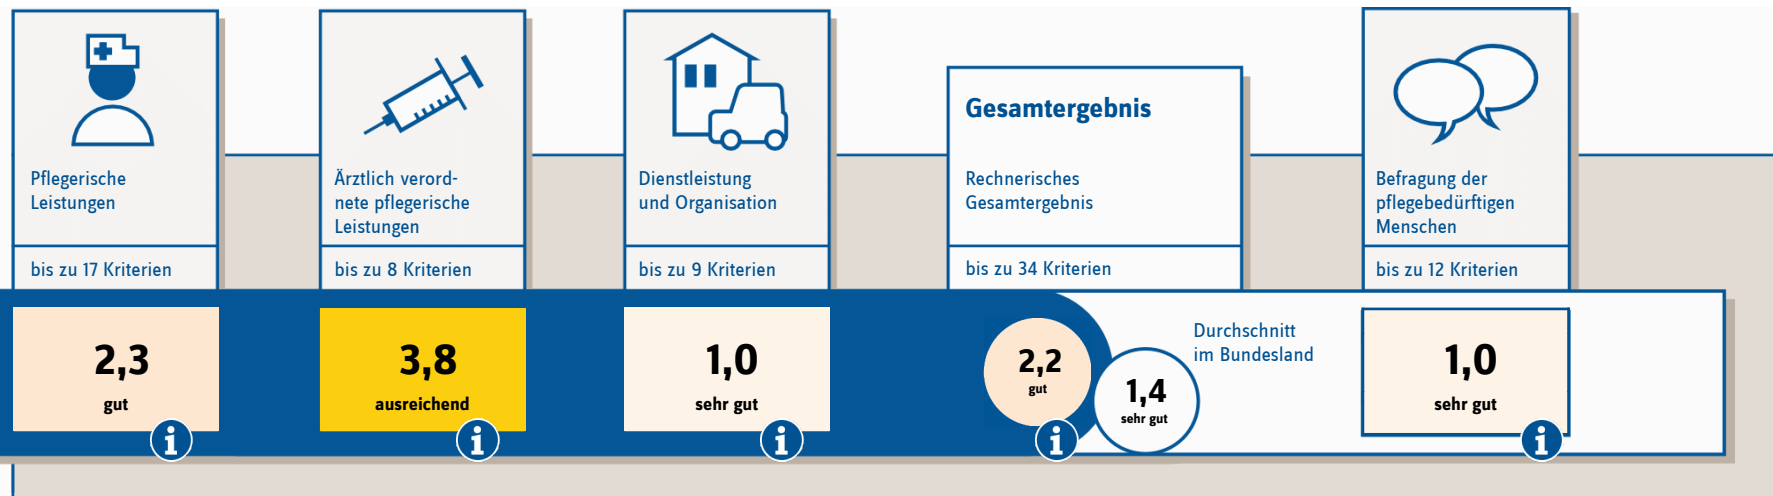 Pflegerische
Leistungen
bis zu 17 Kriterien
2,3
gut
i
Ärztlich verord-
nete pflegerische
Leistungen
bis zu 8 Kriterien
3,8
ausreichend
i
Dienstleistung
und Organisation
bis zu 9 Kriterien
1,0
sehr gut
i
Gesamtergebnis
Rechnerisches
Gesamtergebnis
bis zu 34 Kriterien
2,2
gut
i
Durchschnitt
im Bundesland
1,4
sehr gut
Befragung der
pflegebedürftigen
Menschen
bis zu 12 Kriterien
1,0
sehr gut
i